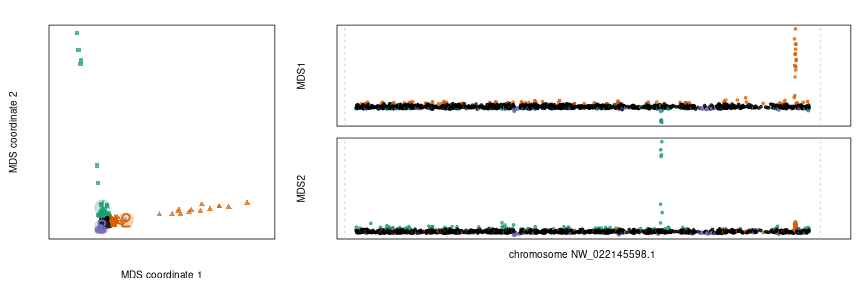 MDS coordinate 2
MDS coordinate 1
MDS1
MDS2
chromosome NW_022145598.1